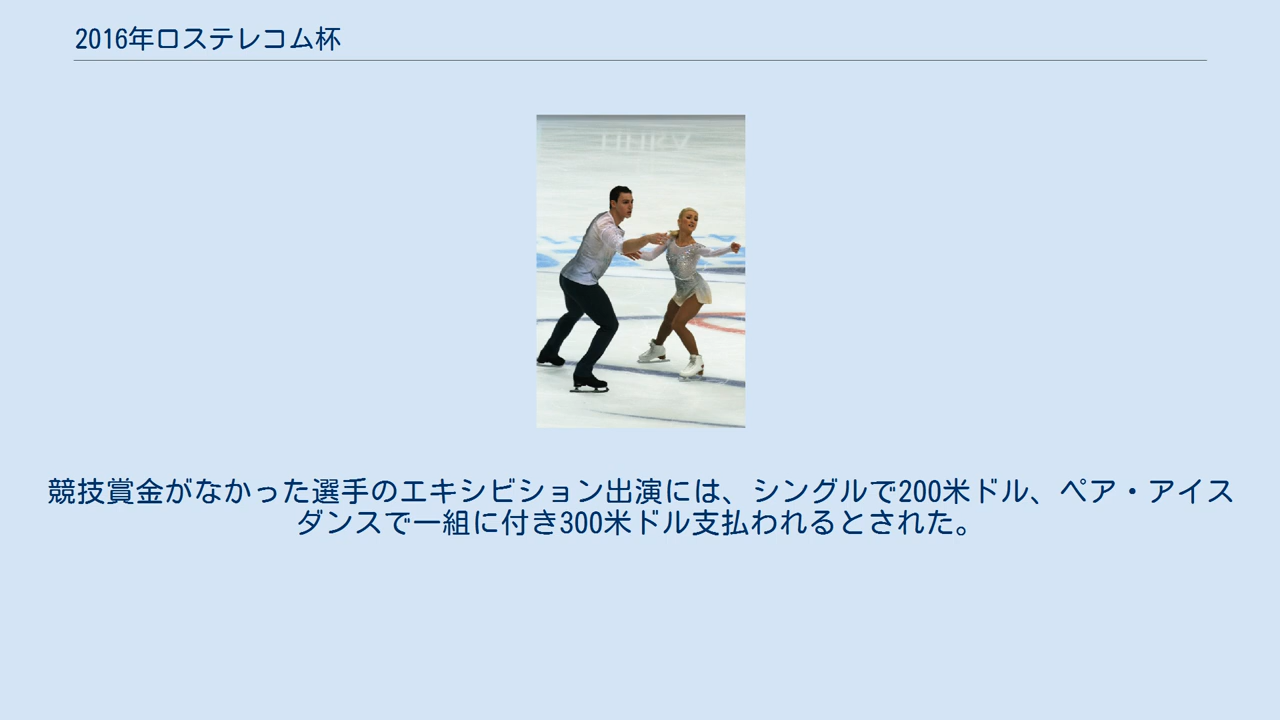 2016年ロステレコム杯
競技賞金がなかった選手のエキシビション出演には、シングルで200米ドル、ペア・アイス
ダンスで一組に付き300米ドル支払われるとされた。